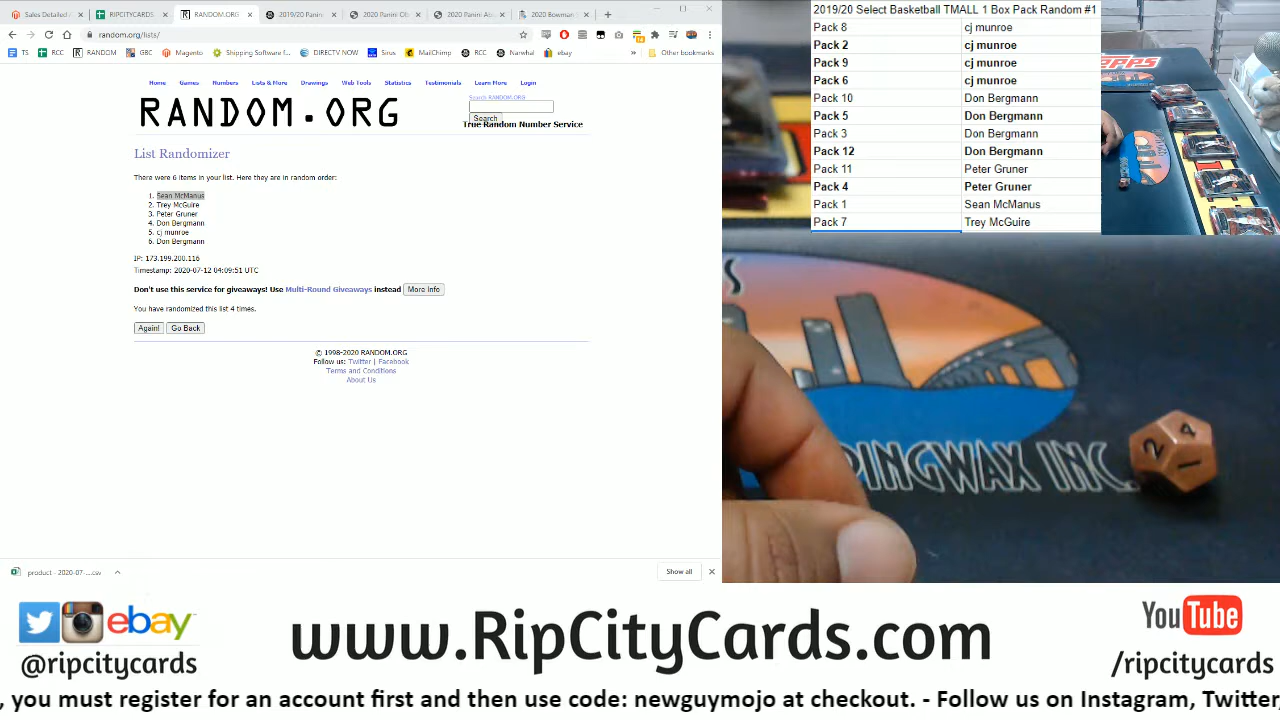 Sales Detailed
RIPCITYCARDS
RANDOM.ORG
2019/20 Panin
2020 Panini Ob
2020 Panini Ab
2020 Bowman
random.org/lists/
TS
RCC
RANDOM
GBC
Magento
Shipping Software f...
DIRECTV NOW
Sirus
MailChimp
RCC
Narwhal
ebay
Other bookmarks
Home
Games
Numbers
Lists & More
Drawings
Web Tools
Statistics
Testimonials
Learn More
Login
RANDOM.ORG
Search RANDOM.ORG
Search
True Random Number Service
List Randomizer
There were 6 items in your list. Here they are in random order:
1. Sean McManus
2. Trey McGuire
3. Peter Gruner
4. Don Bergmann
5. cj munroe
6. Don Bergmann
IP: 173.199.200.116
Timestamp: 2020-07-12 04:09:51 UTC
Don't use this service for giveaways! Use Multi-Round Giveaways instead More Info
You have randomized this list 4 times.
Again! Go Back
© 1998-2020 RANDOM.ORG
Follow us: Twitter | Facebook
Terms and Conditions
About Us
product - 2020-07-....csv
Show all
2019/20 Select Basketball TMALL 1 Box Pack Random #1
Pack 8 cj munroe
Pack 2 cj munroe
Pack 9 cj munroe
Pack 6 cj munroe
Pack 10 Don Bergmann
Pack 5 Don Bergmann
Pack 3 Don Bergmann
Pack 12 Don Bergmann
Pack 11 Peter Gruner
Pack 4 Peter Gruner
Pack 1 Sean McManus
Pack 7 Trey McGuire
PINGWAX INC.
2 4
1
ebay
@ripcitycards
www.RipCityCards.com
YouTube
/ripcitycards
, you must register for an account first and then use code: newguymojo at checkout. - Follow us on Instagram, Twitter,